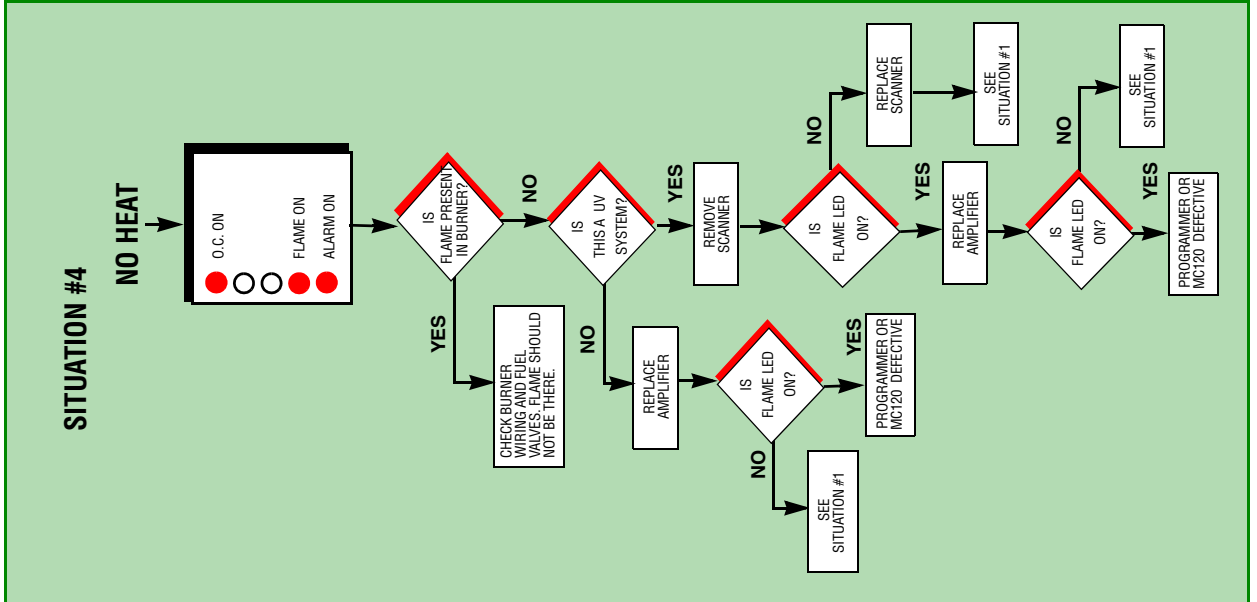 SITUATION #4
NO HEAT
O.C. ON
FLAME ON
ALARM ON
IS
FLAME PRESENT
IN BURNER?
YES
NO
CHECK BURNER
WIRING AND FUEL
VALVES. FLAME SHOULD
NOT BE THERE.
IS
THIS A UV
SYSTEM?
NO
YES
REPLACE
AMPLIFIER
REMOVE
SCANNER
IS
FLAME LED
ON?
NO
YES
SEE
SITUATION #1
PROGRAMMER OR
MC120 DEFECTIVE
IS
FLAME LED
ON?
NO
YES
REPLACE
SCANNER
SEE
SITUATION #1
REPLACE
AMPLIFIER
IS
FLAME LED
ON?
NO
YES
SEE
SITUATION #1
PROGRAMMER OR
MC120 DEFECTIVE